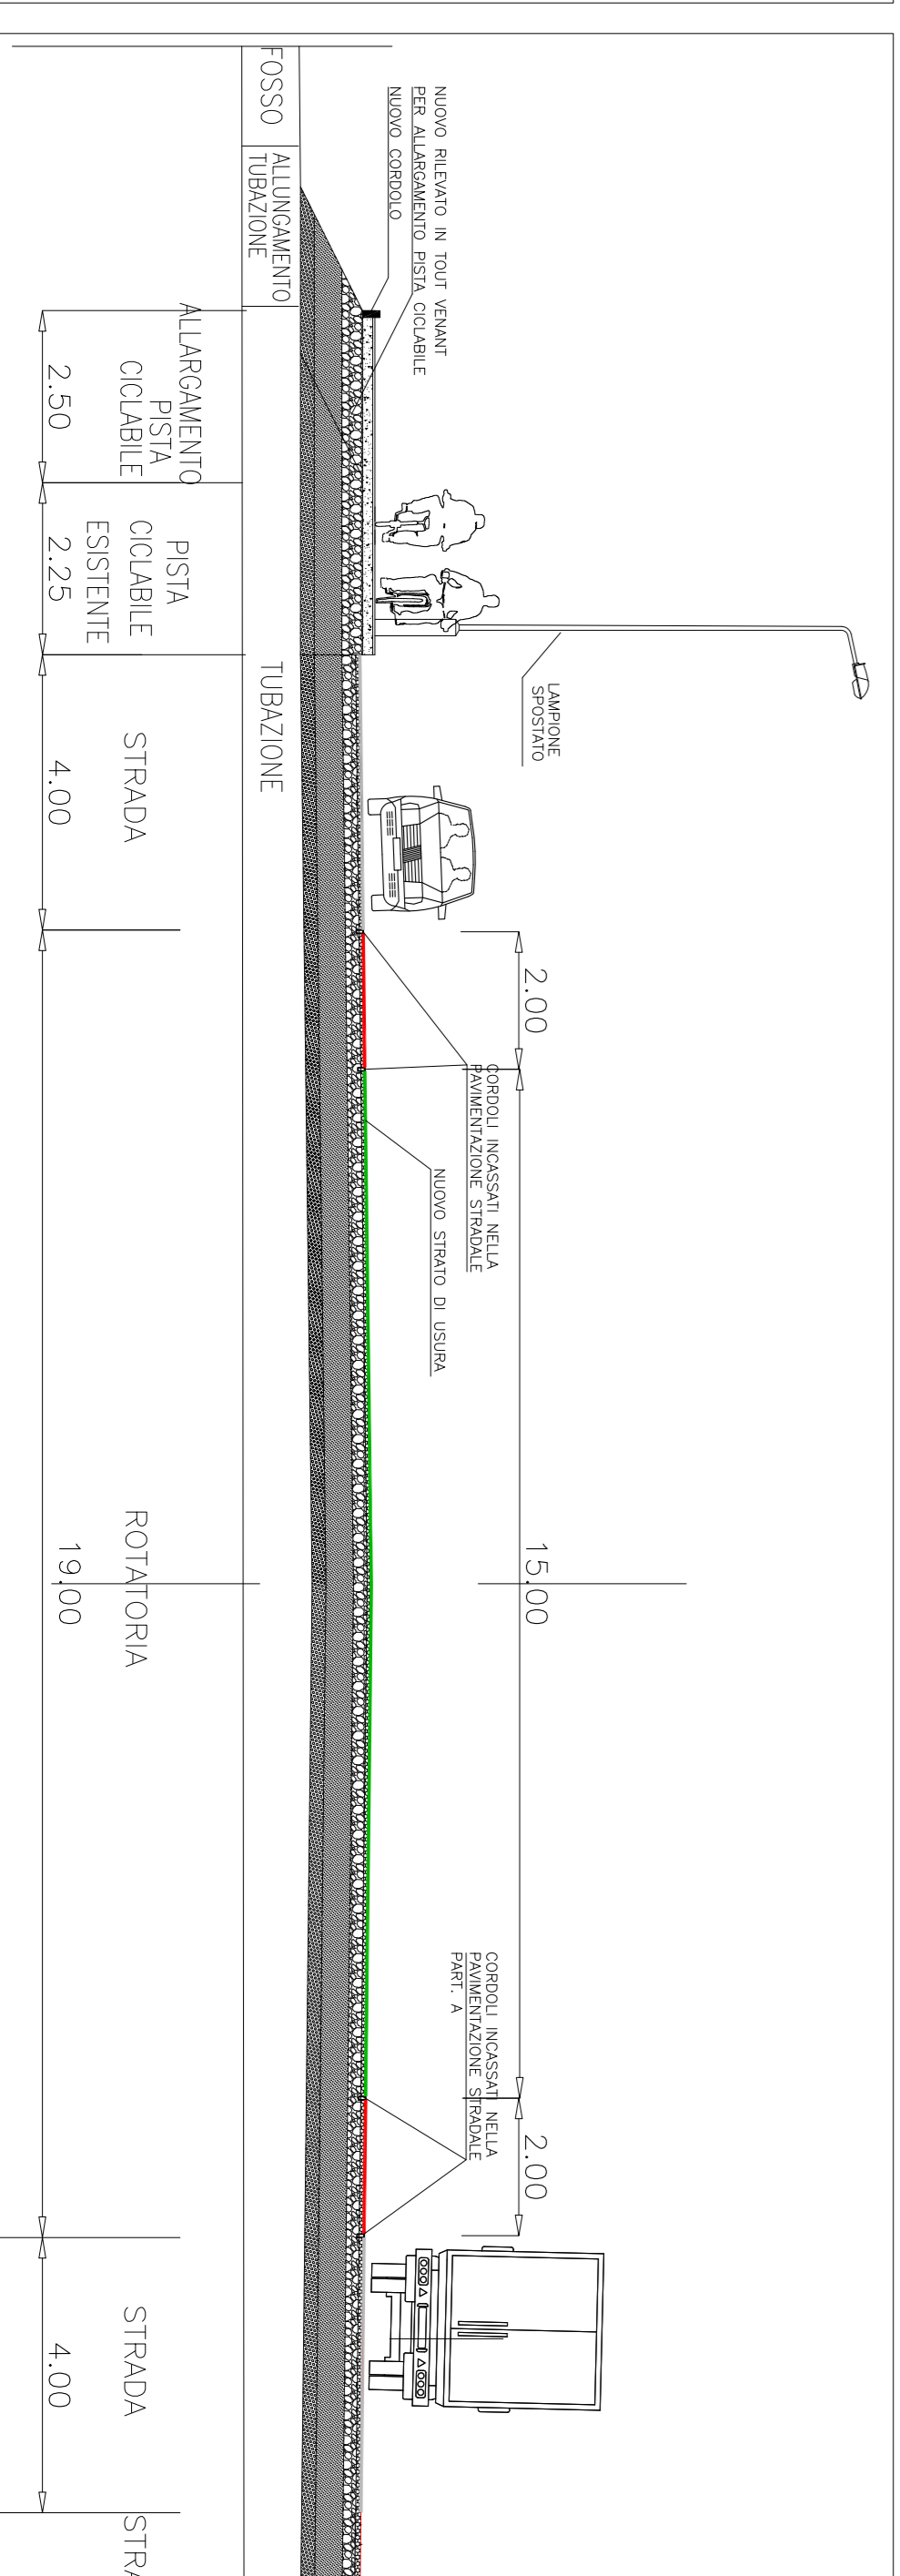 LAMPIONE
SPOSTATO
2.00
15.00
2.00
NUOVO RILEVATO IN TOUT VENANT
PER ALLARGAMENTO PISTA CICLABILE
NUOVO CORDOLO
CORDOLI INCASSATI NELLA
PAVIMENTAZIONE STRADALE
NUOVO STRATO DI USURA
CORDOLI INCASSATI NELLA
PAVIMENTAZIONE STRADALE
PART. A
FOSSO
ALLUNGAMENTO
TUBAZIONE
TUBAZIONE
ALLARGAMENTO
PISTA
CICLABILE
2.50
PISTA
CICLABILE
ESISTENTE
2.25
STRADA
4.00
ROTATORIA
19.00
STRADA
4.00